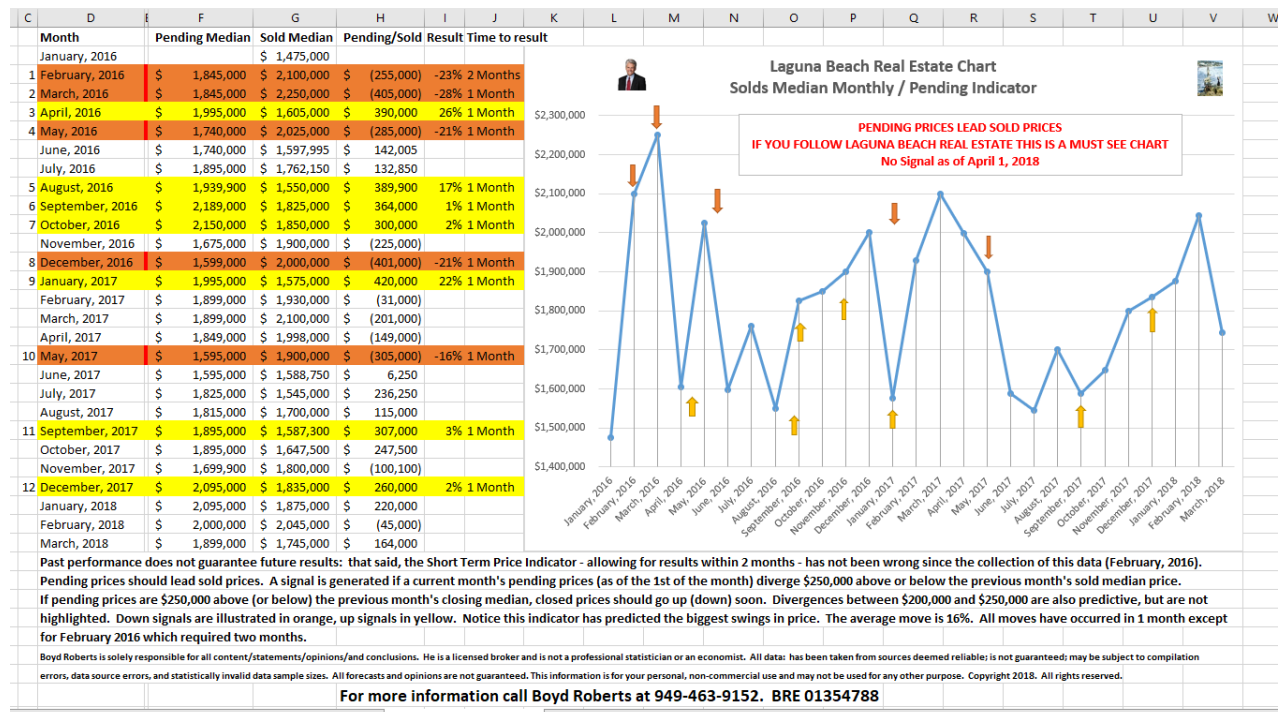 C D E F G H I J K L M N O P Q R S T U V W
Month Pending Median Sold Median Pending/Sold Result Time to result
January, 2016 $ 1,475,000
1 February, 2016 $ 1,845,000 $ 2,100,000 $ (255,000) -23% 2 Months
2 March, 2016 $ 1,845,000 $ 2,250,000 $ (405,000) -28% 1 Month
3 April, 2016 $ 1,995,000 $ 1,605,000 $ 390,000 26% 1 Month
4 May, 2016 $ 1,740,000 $ 2,025,000 $ (285,000) -21% 1 Month
June, 2016 $ 1,740,000 $ 1,597,995 $ 142,005
July, 2016 $ 1,895,000 $ 1,762,150 $ 132,850
5 August, 2016 $ 1,939,900 $ 1,550,000 $ 389,900 17% 1 Month
6 September, 2016 $ 2,189,000 $ 1,825,000 $ 364,000 1% 1 Month
7 October, 2016 $ 2,150,000 $ 1,850,000 $ 300,000 2% 1 Month
November, 2016 $ 1,675,000 $ 1,900,000 $ (225,000)
8 December, 2016 $ 1,599,000 $ 2,000,000 $ (401,000) -21% 1 Month
9 January, 2017 $ 1,995,000 $ 1,575,000 $ 420,000 22% 1 Month
February, 2017 $ 1,899,000 $ 1,930,000 $ (31,000)
March, 2017 $ 1,899,000 $ 2,100,000 $ (201,000)
April, 2017 $ 1,849,000 $ 1,998,000 $ (149,000)
10 May, 2017 $ 1,595,000 $ 1,900,000 $ (305,000) -16% 1 Month
June, 2017 $ 1,595,000 $ 1,588,750 $ 6,250
July, 2017 $ 1,825,000 $ 1,545,000 $ 236,250
August, 2017 $ 1,815,000 $ 1,700,000 $ 115,000
11 September, 2017 $ 1,895,000 $ 1,587,300 $ 307,000 3% 1 Month
October, 2017 $ 1,895,000 $ 1,647,500 $ 247,500
November, 2017 $ 1,699,900 $ 1,800,000 $ (100,100)
12 December, 2017 $ 2,095,000 $ 1,835,000 $ 260,000 2% 1 Month
January, 2018 $ 2,095,000 $ 1,875,000 $ 220,000
February, 2018 $ 2,000,000 $ 2,045,000 $ (45,000)
March, 2018 $ 1,899,000 $ 1,745,000 $ 164,000
Laguna Beach Real Estate Chart
Solds Median Monthly / Pending Indicator
PENDING PRICES LEAD SOLD PRICES
IF YOU FOLLOW LAGUNA BEACH REAL ESTATE THIS IS A MUST SEE CHART
No Signal as of April 1, 2018
$2,300,000
$2,200,000
$2,100,000
$2,000,000
$1,900,000
$1,800,000
$1,700,000
$1,600,000
$1,500,000
$1,400,000
January, 2016
February, 2016
March, 2016
April, 2016
May, 2016
June, 2016
July, 2016
August, 2016
September, 2016
October, 2016
November, 2016
December, 2016
January, 2017
February, 2017
March, 2017
April, 2017
May, 2017
June, 2017
July, 2017
August, 2017
September, 2017
October, 2017
November, 2017
December, 2017
January, 2018
February, 2018
March, 2018
Past performance does not guarantee future results: that said, the Short Term Price Indicator - allowing for results within 2 months - has not been wrong since the collection of this data (February, 2016).
Pending prices should lead sold prices. A signal is generated if a current month's pending prices (as of the 1st of the month) diverge $250,000 above or below the previous month's sold median price.
If pending prices are $250,000 above (or below) the previous month's closing median, closed prices should go up (down) soon. Divergences between $200,000 and $250,000 are also predictive, but are not
highlighted. Down signals are illustrated in orange, up signals in yellow. Notice this indicator has predicted the biggest swings in price. The average move is 16%. All moves have occurred in 1 month except
for February 2016 which required two months.
Boyd Roberts is solely responsible for all content/statements/opinions/and conclusions. He is a licensed broker and is not a professional statistician or an economist. All data: has been taken from sources deemed reliable; is not guaranteed; may be subject to compilation
errors, data source errors, and statistically invalid data sample sizes. All forecasts and opinions are not guaranteed. This information is for your personal, non-commercial use and may not be used for any other purpose. Copyright 2018. All rights reserved.
For more information call Boyd Roberts at 949-463-9152. BRE 01354788